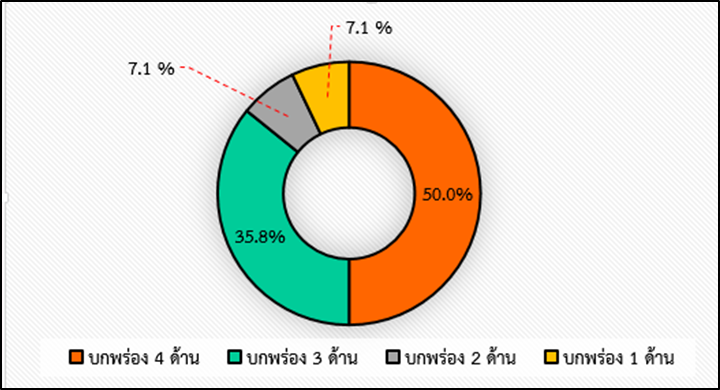 7.1 %
7.1 %
50.0%
35.8%
บกพร่อง 4 ด้าน บกพร่อง 3 ด้าน บกพร่อง 2 ด้าน บกพร่อง 1 ด้าน